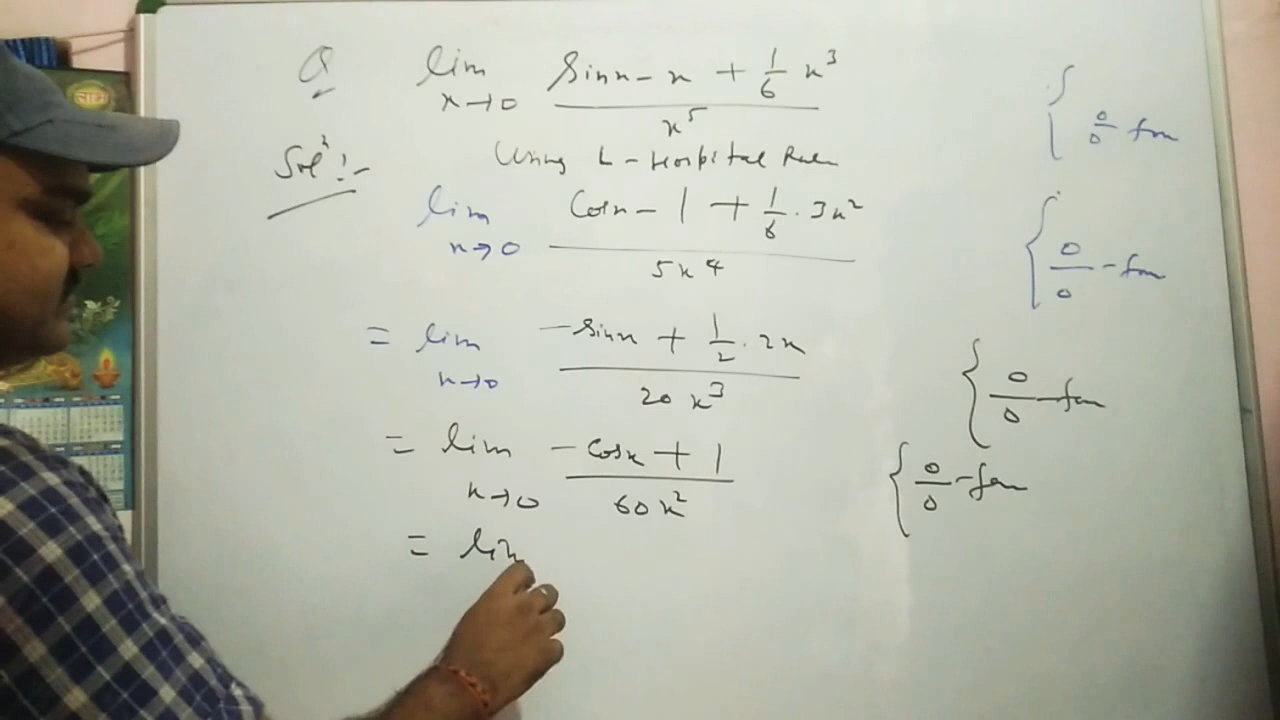 Q lim x→0 (sinx - x + 1/6 x³) / x⁵ { 0/0 - form
Solⁿ :- Using L-Hospital Rule
lim x→0 (cosx - 1 + 1/6 . 3x²) / 5x⁴ { 0/0 - form
= lim x→0 (-sinx + 1/2 . 2x) / 20x³ { 0/0 - form
= lim x→0 (-cosx + 1) / 60x² { 0/0 - form
= lim
लाभ